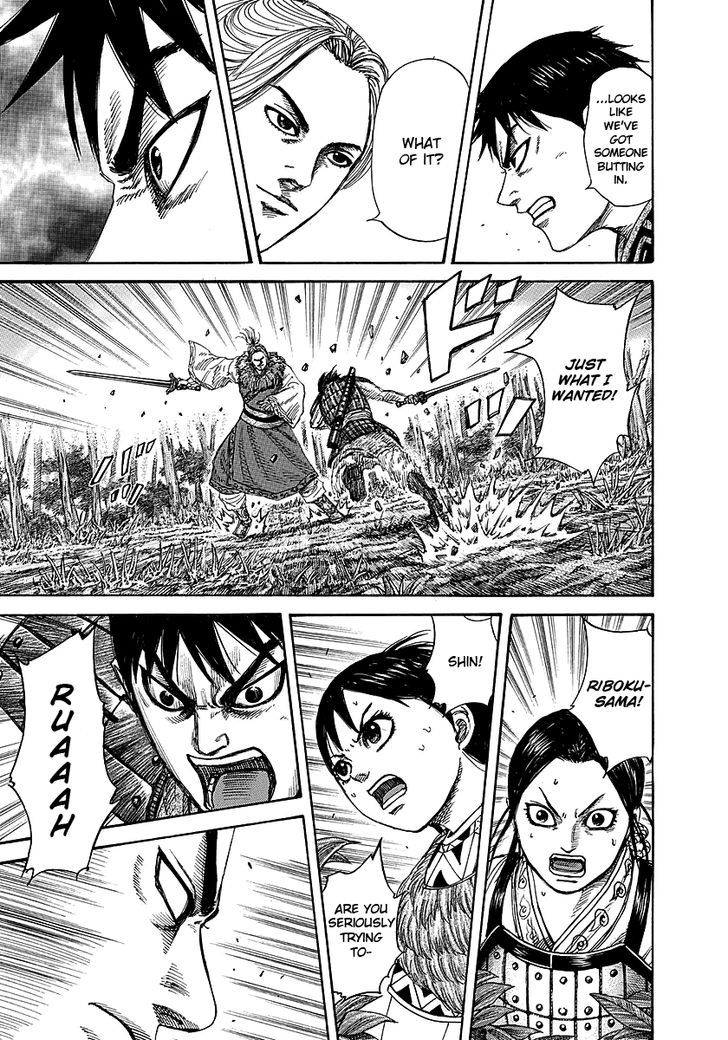 ...LOOKS
LIKE
WE'VE
GOT
SOMEONE
BUTTING
IN.
WHAT
OF IT?
JUST
WHAT I
WANTED!
ド
RIBOKU-
SAMA!
SHIN!
ARE YOU
SERIOUSLY
TRYING
TO-
RUAAAH